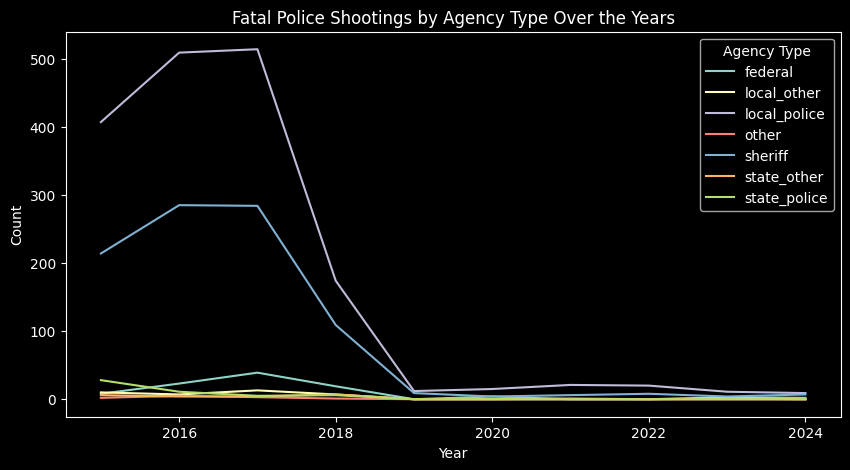 Fatal Police Shootings by Agency Type Over the Years
Agency Type
federal
local_other
local_police
other
sheriff
state_other
state_police
500
400
300
200
100
0
Count
2016
2018
2020
2022
2024
Year